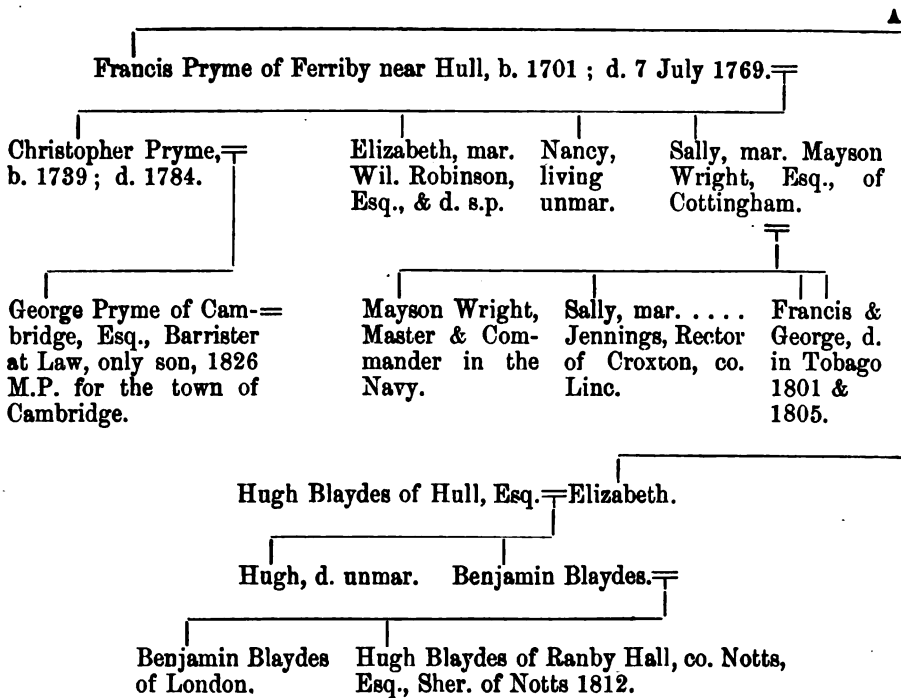 A
Francis Pryme of Ferriby near Hull, b. 1701 ; d. 7 July 1769.
Christopher Pryme,
b. 1739 ; d. 1784.
Elizabeth, mar.
Wil. Robinson,
Esq., & d. s.p.
Nancy,
living
unmar.
Sally, mar. Mayson
Wright, Esq., of
Cottingham.
George Pryme of Cam-
bridge, Esq., Barrister
at Law, only son, 1826
M.P. for the town of
Cambridge.
Mayson Wright,
Master & Com-
mander in the
Navy.
Sally, mar. . . . . .
Jennings, Rector
of Croxton, co.
Linc.
Francis &
George, d.
in Tobago
1801 &
1805.
Hugh Blaydes of Hull, Esq.=Elizabeth.
Hugh, d. unmar.
Benjamin Blaydes.
Benjamin Blaydes
of London.
Hugh Blaydes of Ranby Hall, co. Notts,
Esq., Sher. of Notts 1812.